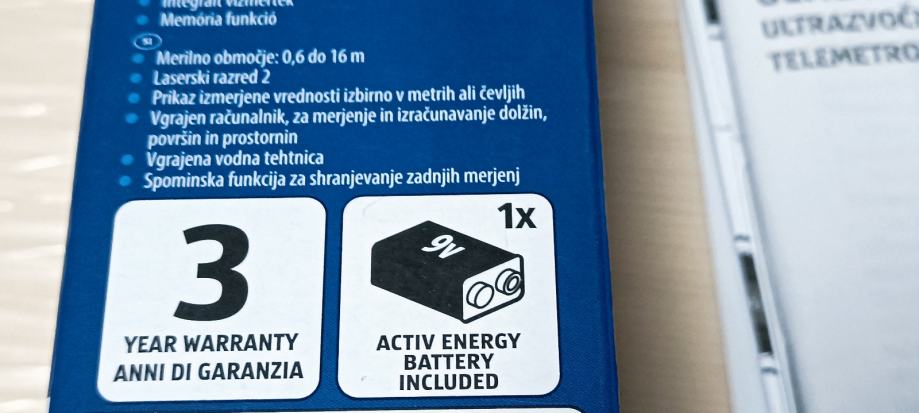 Integrált vízmérték
Memória funkció
SI
Merilno območje: 0,6 do 16 m
Laserski razred 2
Prikaz izmerjene vrednosti izbirno v metrih ali čevljih
Vgrajen računalnik, za merjenje in izračunavanje dolžin,
površin in prostornin
Vgrajena vodna tehtnica
Spominska funkcija za shranjevanje zadnjih merjenj
3
YEAR WARRANTY
ANNI DI GARANZIA
1x
9V
ACTIV ENERGY
BATTERY
INCLUDED